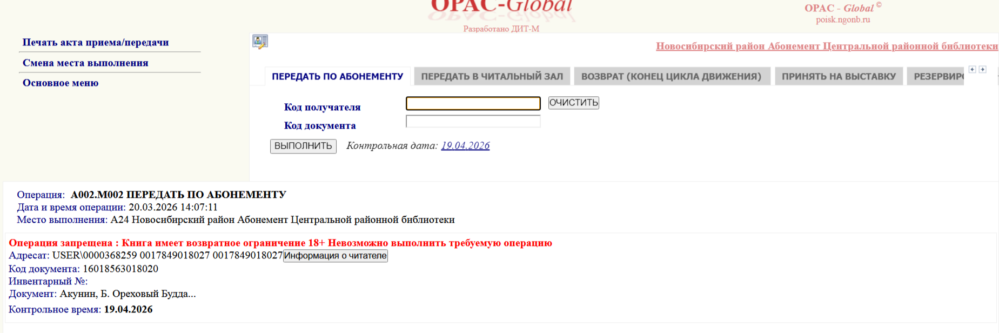 OPAC-Global
Разработано ДИТ-М
OPAC - Global ©
poisk.ngonb.ru
Печать акта приема/передачи
Смена места выполнения
Основное меню
Новосибирский район Абонемент Центральной районной библиотеки
ПЕРЕДАТЬ ПО АБОНЕМЕНТУ ПЕРЕДАТЬ В ЧИТАЛЬНЫЙ ЗАЛ ВОЗВРАТ (КОНЕЦ ЦИКЛА ДВИЖЕНИЯ) ПРИНЯТЬ НА ВЫСТАВКУ РЕЗЕРВИРО
Код получателя ОЧИСТИТЬ
Код документа
ВЫПОЛНИТЬ Контрольная дата: 19.04.2026
Операция: A002.M002 ПЕРЕДАТЬ ПО АБОНЕМЕНТУ
Дата и время операции: 20.03.2026 14:07:11
Место выполнения: A24 Новосибирский район Абонемент Центральной районной библиотеки
Операция запрещена : Книга имеет возвратное ограничение 18+ Невозможно выполнить требуемую операцию
Адресат: USER\0000368259 0017849018027 0017849018027 Информация о читателе
Код документа: 16018563018020
Инвентарный №:
Документ: Акунин, Б. Ореховый Будда...
Контрольное время: 19.04.2026